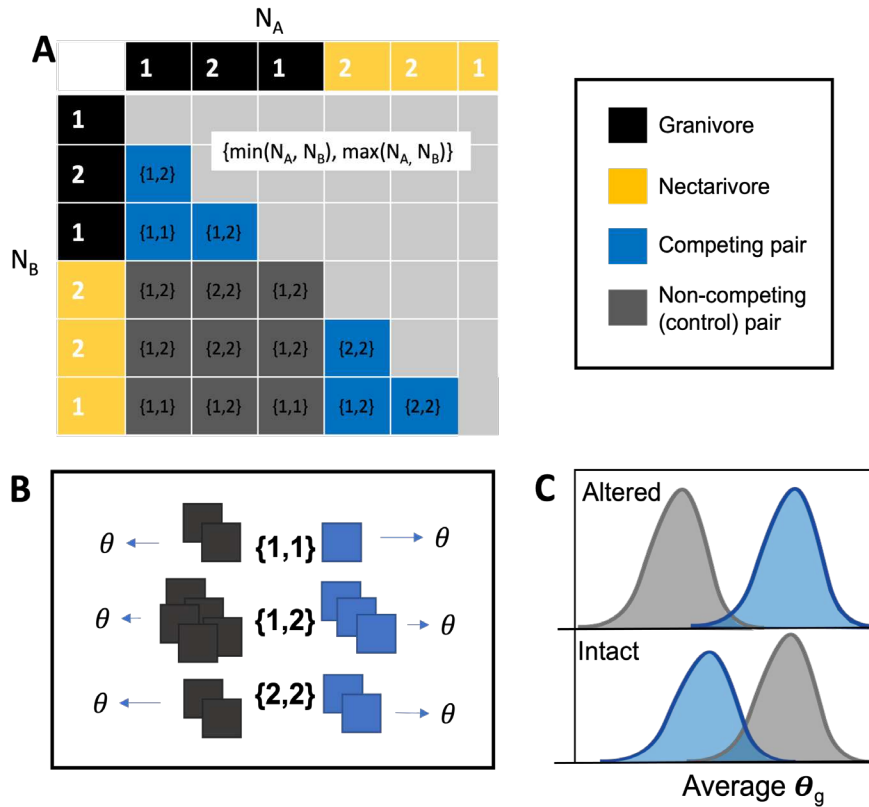 A
N_A
1 2 1 2 2 1
N_B
1
{min(N_A, N_B), max(N_A, N_B)}
2 {1,2}
1 {1,1} {1,2}
2 {1,2} {2,2} {1,2}
2 {1,2} {2,2} {1,2} {2,2}
1 {1,1} {1,2} {1,1} {1,2} {2,2}
Granivore
Nectarivore
Competing pair
Non-competing
(control) pair
B
θ {1,1} θ
θ {1,2} θ
θ {2,2} θ
C
Altered
Intact
Average θ_g